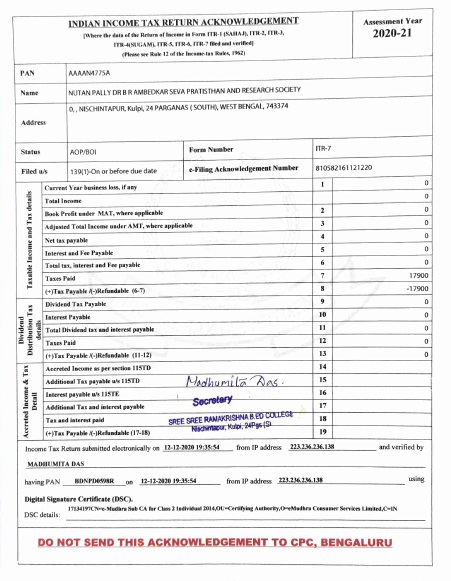 INDIAN INCOME TAX RETURN ACKNOWLEDGEMENT
[Where the data of the Return of Income in Form ITR-1 (SAHAJ), ITR-2, ITR-3,
ITR-4(SUGAM), ITR-5, ITR-6, ITR-7 filed and verified]
(Please see Rule 12 of the Income-tax Rules, 1962)
Assessment Year
2020-21
PAN AAAAN4775A
Name NUTAN PALLY DR B R AMBEDKAR SEVA PRATISTHAN AND RESEARCH SOCIETY
Address 0, , NISCHINTAPUR, Kulpi, 24 PARGANAS ( SOUTH), WEST BENGAL, 743374
Status AOP/BOI Form Number ITR-7
Filed u/s 139(1)-On or before due date e-Filing Acknowledgement Number 810582161121220
Taxable Income and Tax details
Current Year business loss, if any 1 0
Total Income 0
Book Profit under MAT, where applicable 2 0
Adjusted Total Income under AMT, where applicable 3 0
Net tax payable 4 0
Interest and Fee Payable 5 0
Total tax, interest and Fee payable 6 0
Taxes Paid 7 17900
(+)Tax Payable /(-)Refundable (6-7) 8 -17900
Dividend Distribution Tax details
Dividend Tax Payable 9 0
Interest Payable 10 0
Total Dividend tax and interest payable 11 0
Taxes Paid 12 0
(+)Tax Payable /(-)Refundable (11-12) 13 0
Accreted Income & Tax Detail
Accreted Income as per section 115TD 14
Additional Tax payable u/s 115TD 15
Interest payable u/s 115TE 16
Additional Tax and interest payable 17
Tax and interest paid 18
(+)Tax Payable /(-)Refundable (17-18) 19
Madhumita Das.
Secretary
SREE SREE RAMAKRISHNA B.ED COLLEGE
Nischintapur, Kulpi, 24Pgs (S)
Income Tax Return submitted electronically on 12-12-2020 19:35:54 from IP address 223.236.236.138 and verified by
MADHUMITA DAS
having PAN BDNPD0598R on 12-12-2020 19:35:54 from IP address 223.236.236.138 using
Digital Signature Certificate (DSC).
DSC details: 17134197CN=e-Mudhra Sub CA for Class 2 Individual 2014,OU=Certifying Authority,O=eMudhra Consumer Services Limited,C=IN
DO NOT SEND THIS ACKNOWLEDGEMENT TO CPC, BENGALURU